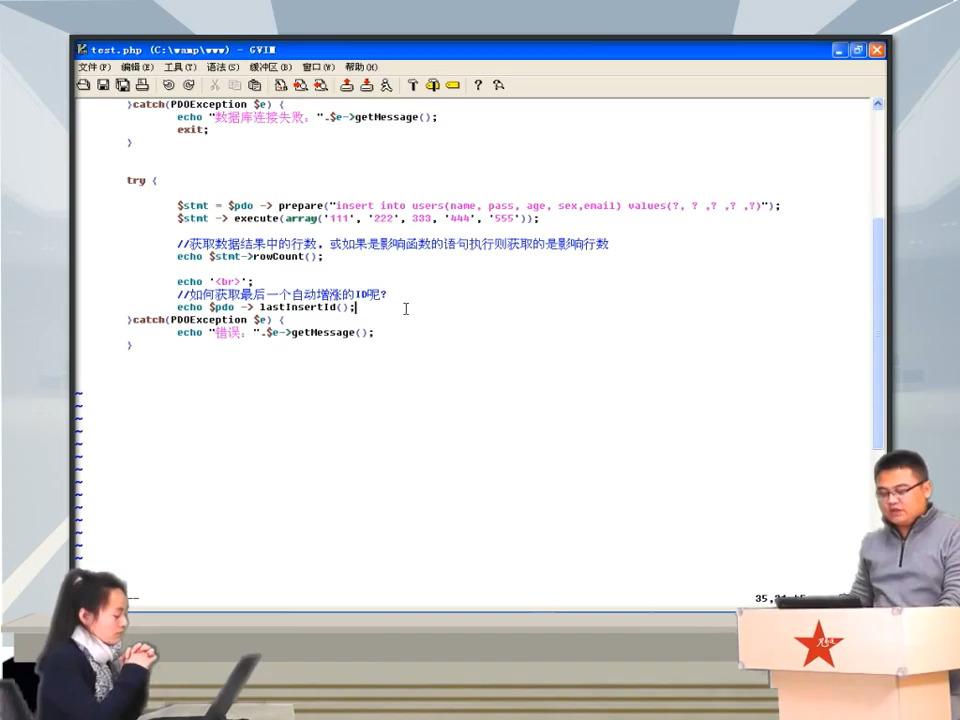 test.php (C:\wamp\www) - GVIM
文件(F) 编辑(E) 工具(T) 语法(S) 缓冲区(B) 窗口(W) 帮助(H)
}catch(PDOException $e) {
echo "数据库连接失败: ".$e->getMessage();
exit;
}
try {
$stmt = $pdo -> prepare("insert into users(name, pass, age, sex,email) values(?, ? ,? ,? ,?)");
$stmt -> execute(array('111', '222', 333, '444', '555'));
//获取数据结果中的行数，或如果是影响函数的语句执行则获取的是影响行数
echo $stmt->rowCount();
echo '<br>';
//如何获取最后一个自动增涨的ID呢?
echo $pdo -> lastInsertId();
}catch(PDOException $e) {
echo "错误: ".$e->getMessage();
}
~
~
~
~
~
~
~
~
~
~
~
~
~
~
--